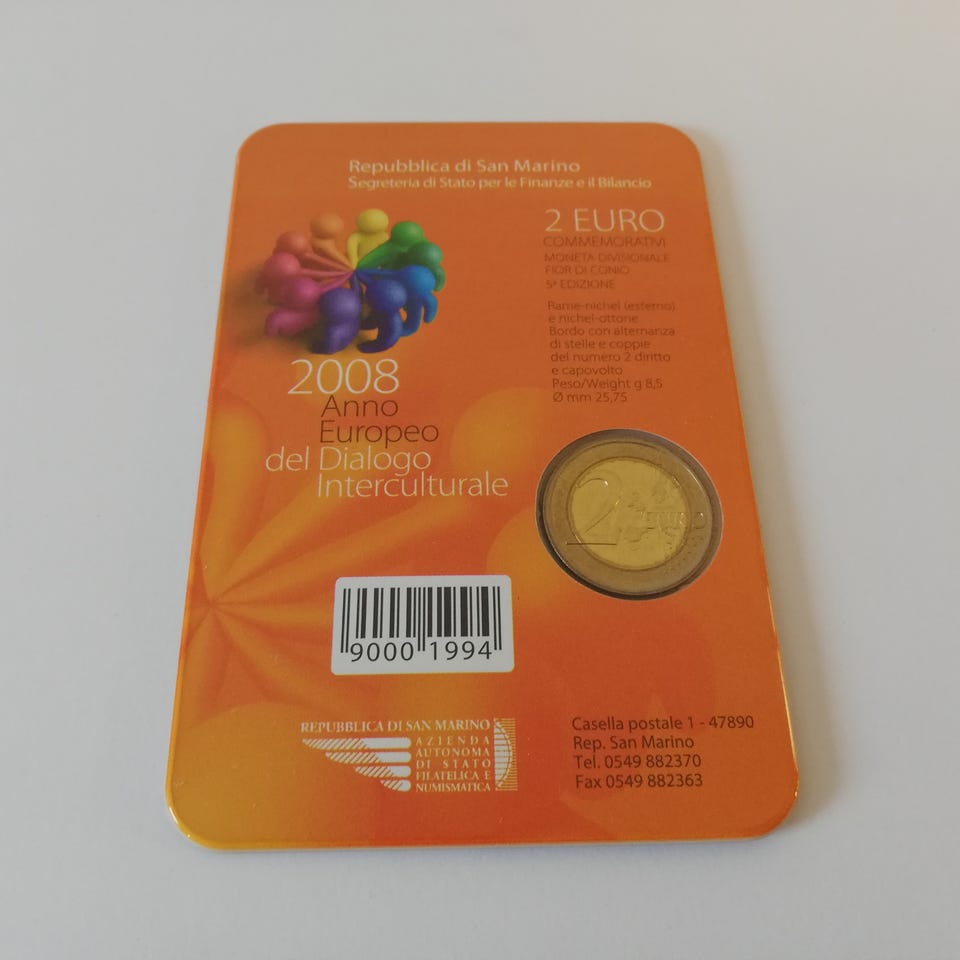 Repubblica di San Marino
Segreteria di Stato per le Finanze e il Bilancio
2 EURO
COMMEMORATIVI
MONETA DIVISIONALE
FIOR DI CONIO
5ª EDIZIONE
Rame-nichel (esterno)
e nichel-ottone
Bordo con alternanza
di stelle e coppie
del numero 2 diritto
e capovolto
Peso/Weight g 8,5
Ø mm 25,75
2008
Anno
Europeo
del Dialogo
Interculturale
2 EURO
9000 1994
REPUBBLICA DI SAN MARINO
AZIENDA
AUTONOMA
DI STATO
FILATELICA E
NUMISMATICA
Casella postale 1 - 47890
Rep. San Marino
Tel. 0549 882370
Fax 0549 882363